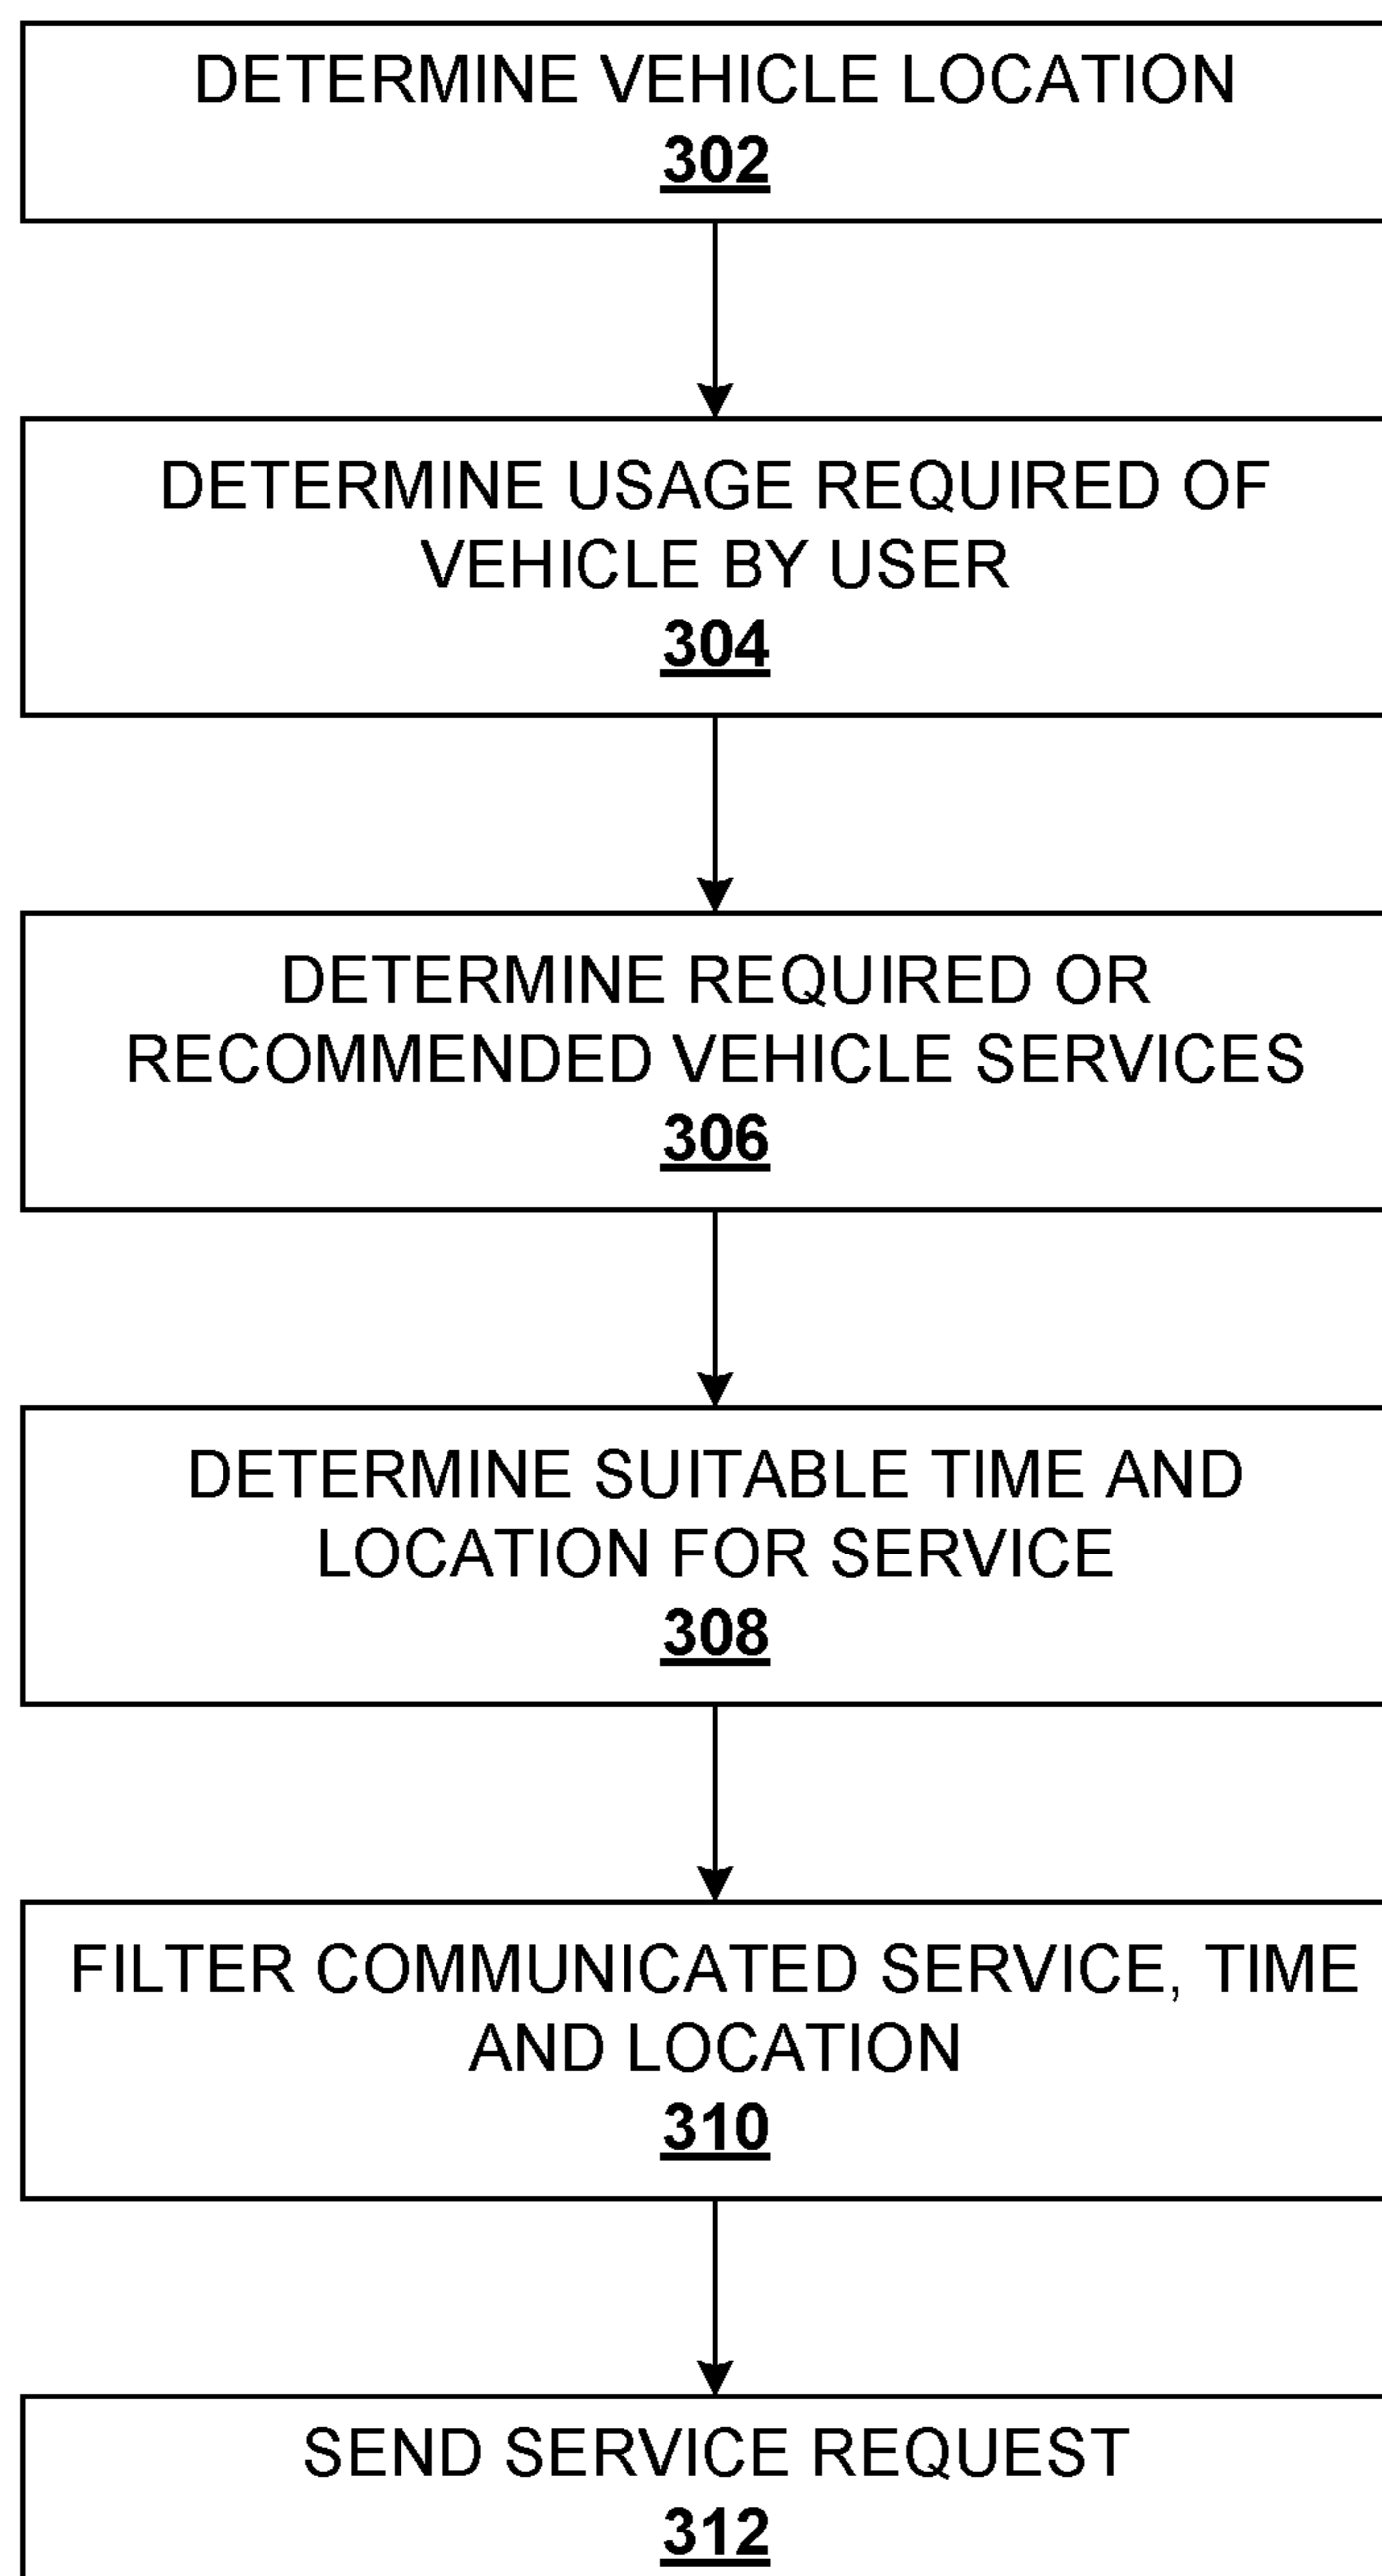 DETERMINE VEHICLE LOCATION
302
DETERMINE USAGE REQUIRED OF
VEHICLE BY USER
304
DETERMINE REQUIRED OR
RECOMMENDED VEHICLE SERVICES
306
DETERMINE SUITABLE TIME AND
LOCATION FOR SERVICE
308
FILTER COMMUNICATED SERVICE, TIME
AND LOCATION
310
SEND SERVICE REQUEST
312